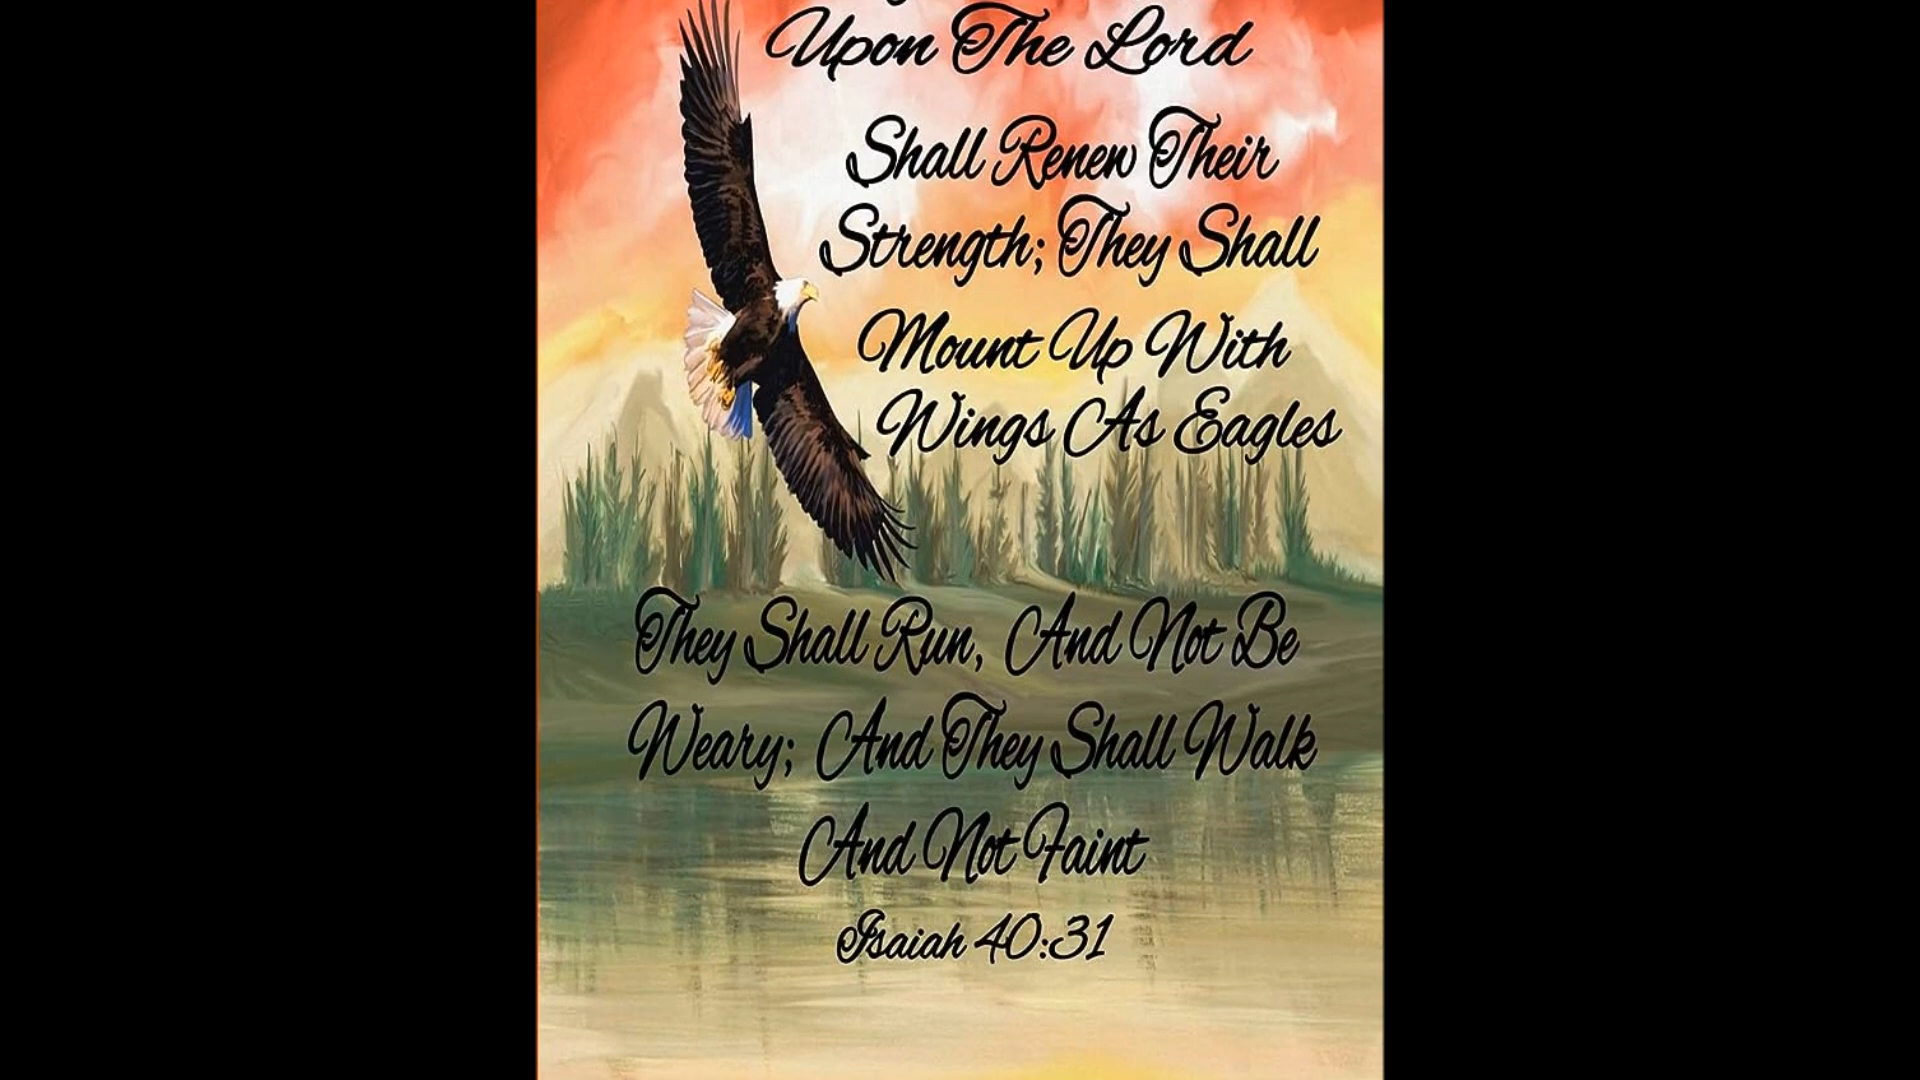 Upon The Lord
Shall Renew Their
Strength; They Shall
Mount Up With
Wings As Eagles
They Shall Run, And Not Be
Weary; And They Shall Walk
And Not Faint
Isaiah 40:31